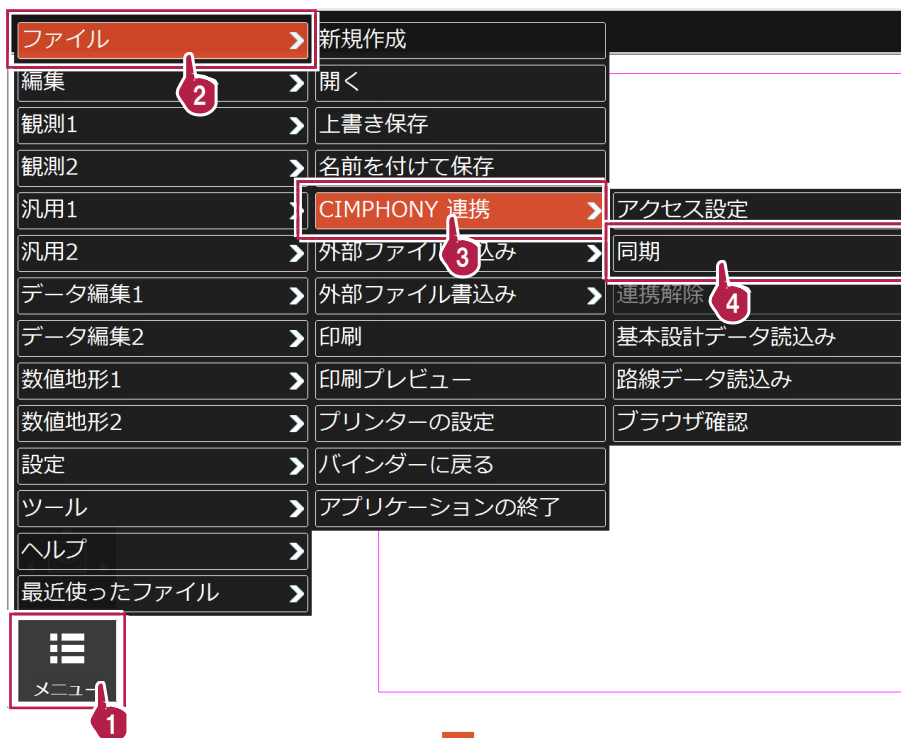 ファイル
編集
観測1
観測2
汎用1
汎用2
データ編集1
データ編集2
数値地形1
数値地形2
設定
ツール
ヘルプ
最近使ったファイル
メニュー
新規作成
開く
上書き保存
名前を付けて保存
CIMPHONY 連携
外部ファイル 込み
外部ファイル書込み
印刷
印刷プレビュー
プリンターの設定
バインダーに戻る
アプリケーションの終了
アクセス設定
同期
連携解除
基本設計データ読込み
路線データ読込み
ブラウザ確認
1
2
3
4